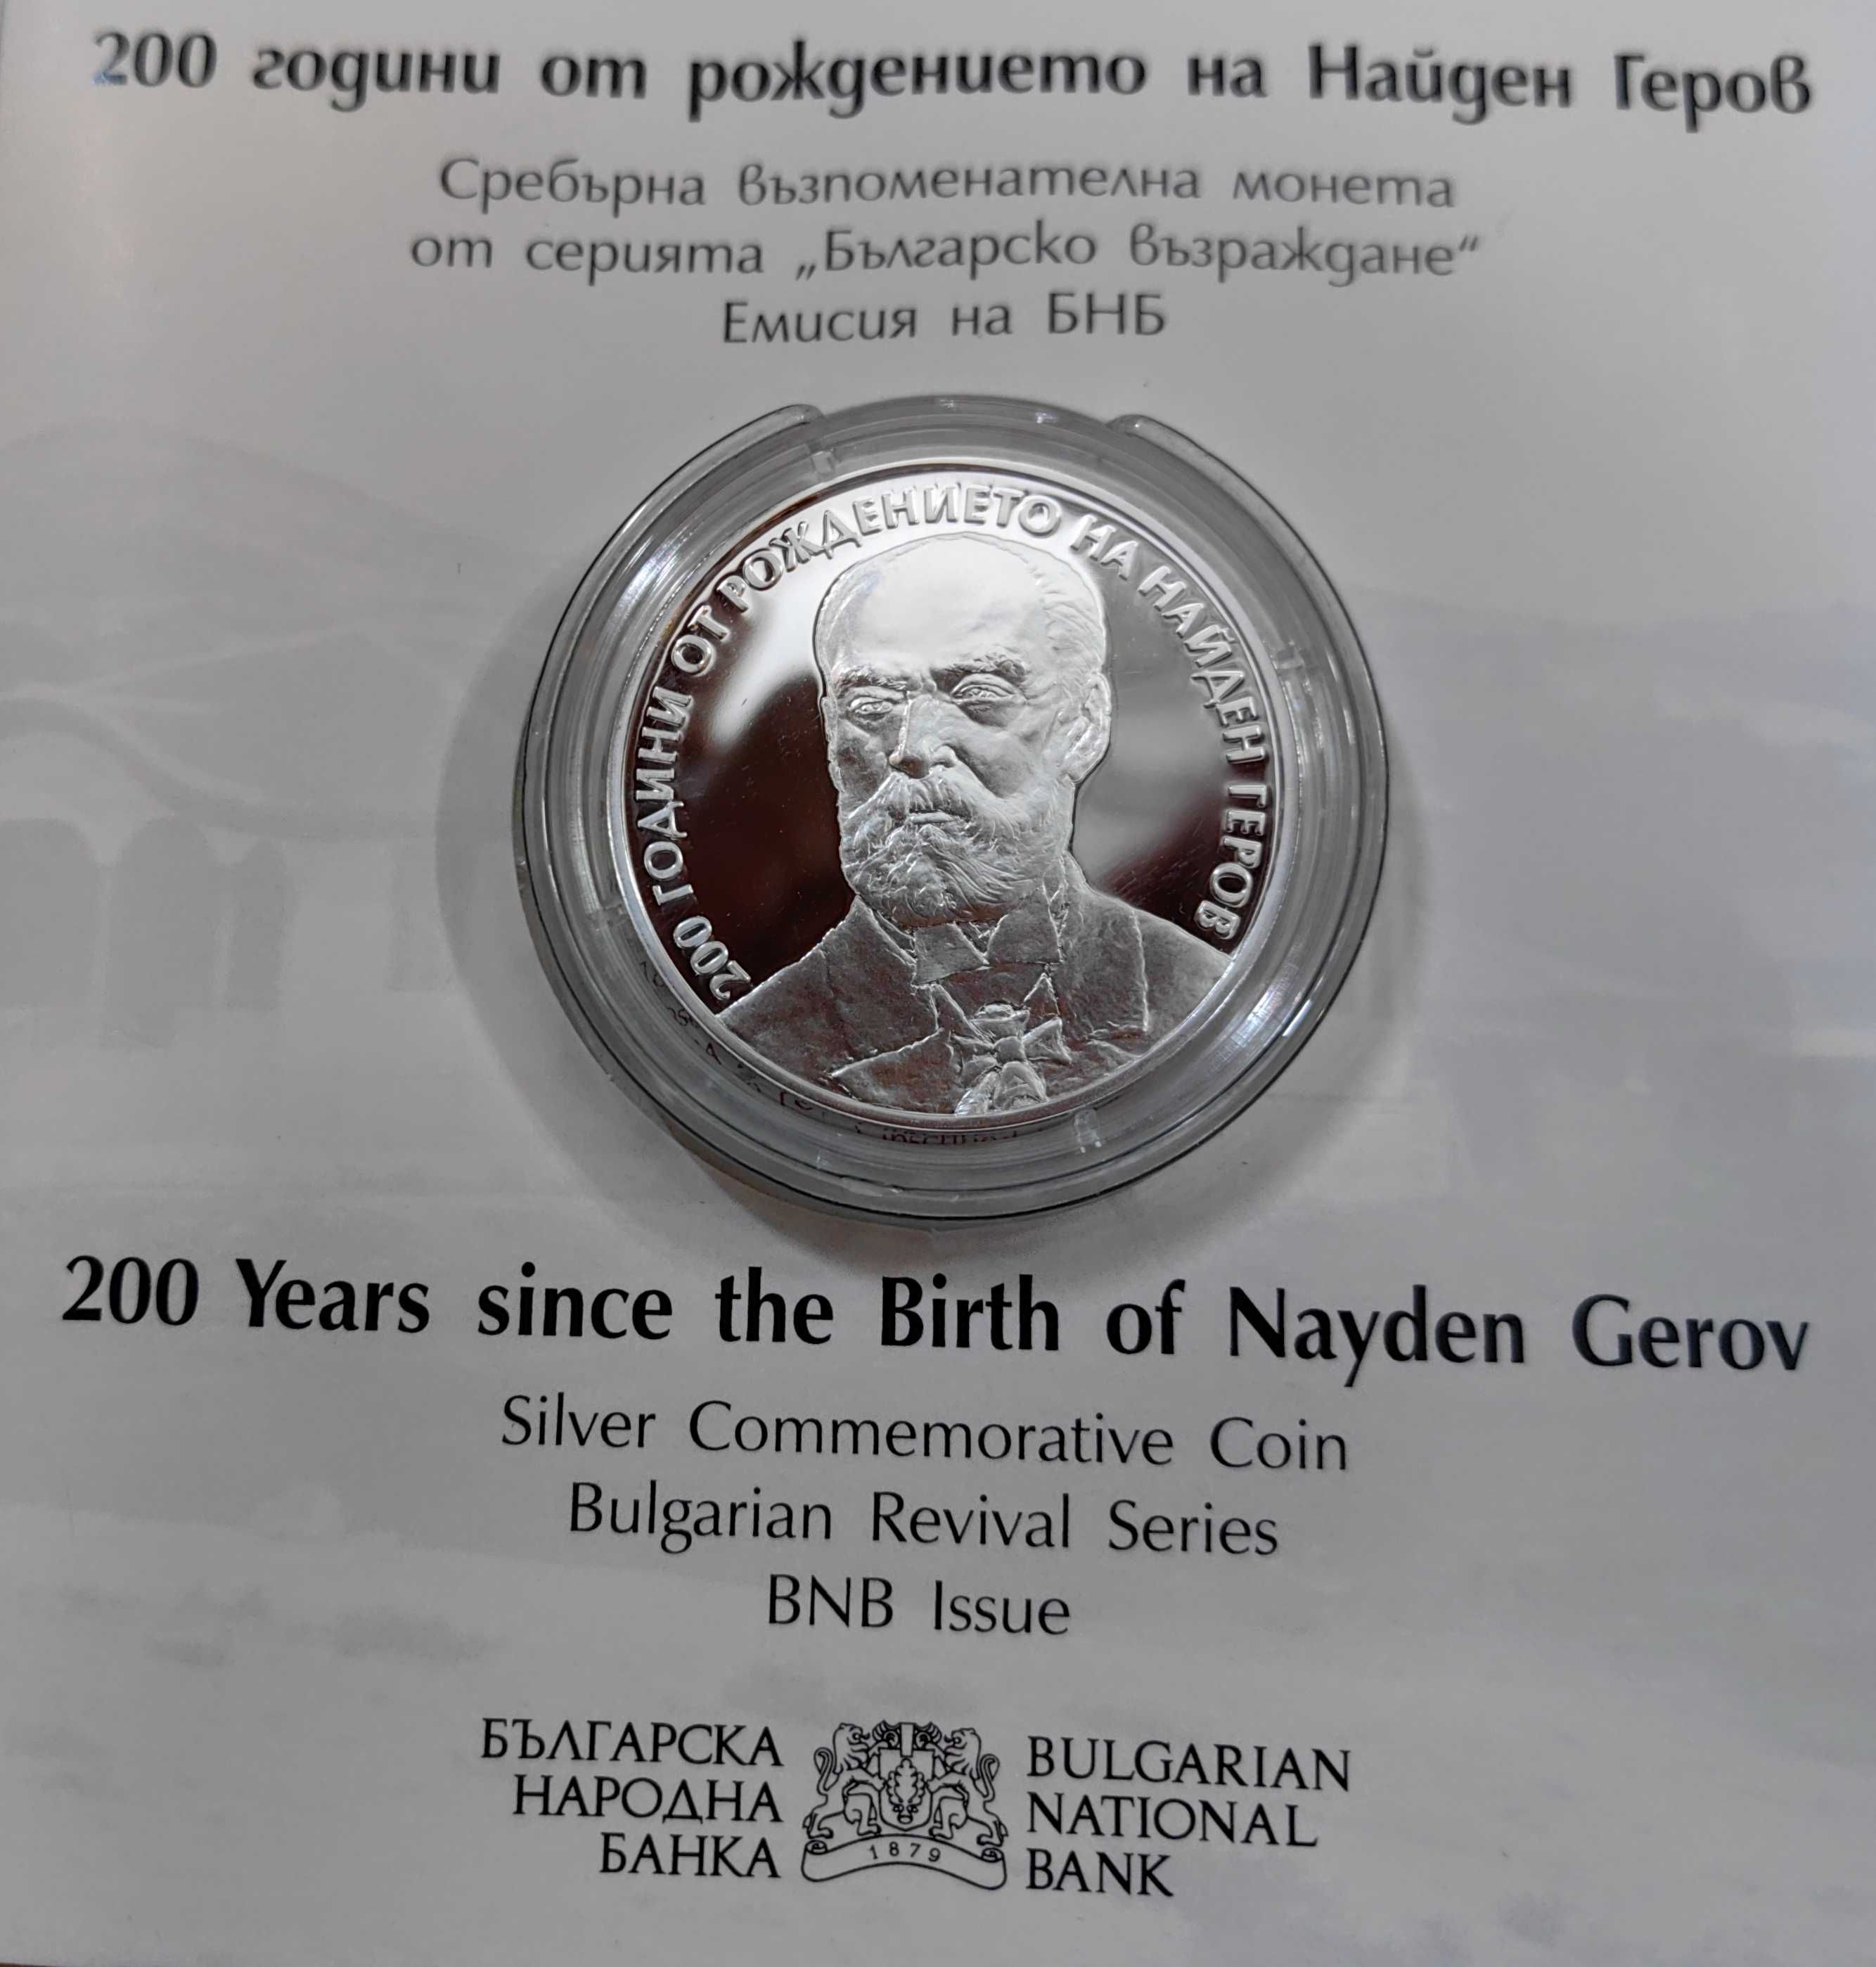 200 години от рождението на Найден Геров
Сребърна възпоменателна монета
от серията „Българско възраждане“
Емисия на БНБ
200 ГОДИНИ ОТ РОЖДЕНИЕТО НА НАЙДЕН ГЕРОВ
200 Years since the Birth of Nayden Gerov
Silver Commemorative Coin
Bulgarian Revival Series
BNB Issue
БЪЛГАРСКА
НАРОДНА
БАНКА
1879
BULGARIAN
NATIONAL
BANK